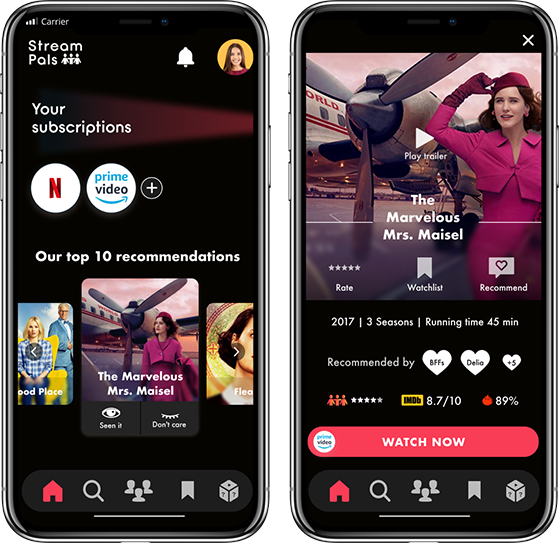 Carrier
Stream
Pals
Your
subscriptions
N
prime
video
Our top 10 recommendations
ood Place
The Marvelous
Mrs. Maisel
Flea
Seen it
Don't care
? ?
WORLD.
Play trailer
The
Marvelous
Mrs. Maisel
Rate
Watchlist
Recommend
2017 | 3 Seasons | Running time 45 min
Recommended by
BFFs
Delia
+5
IMDb
8.7/10
89%
prime
video
WATCH NOW
? ?